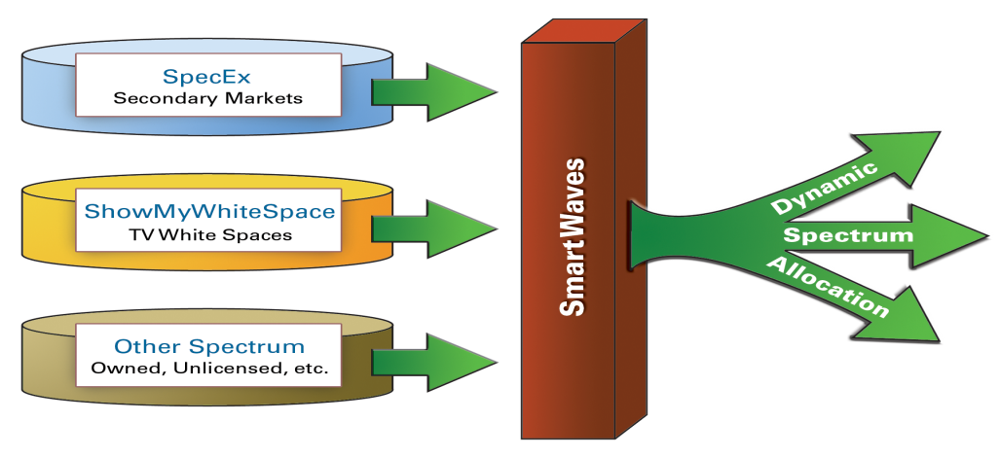 SpecEx
Secondary Markets
ShowMyWhiteSpace
TV White Spaces
Other Spectrum
Owned, Unlicensed, etc.
SmartWaves
Dynamic
Spectrum
Allocation